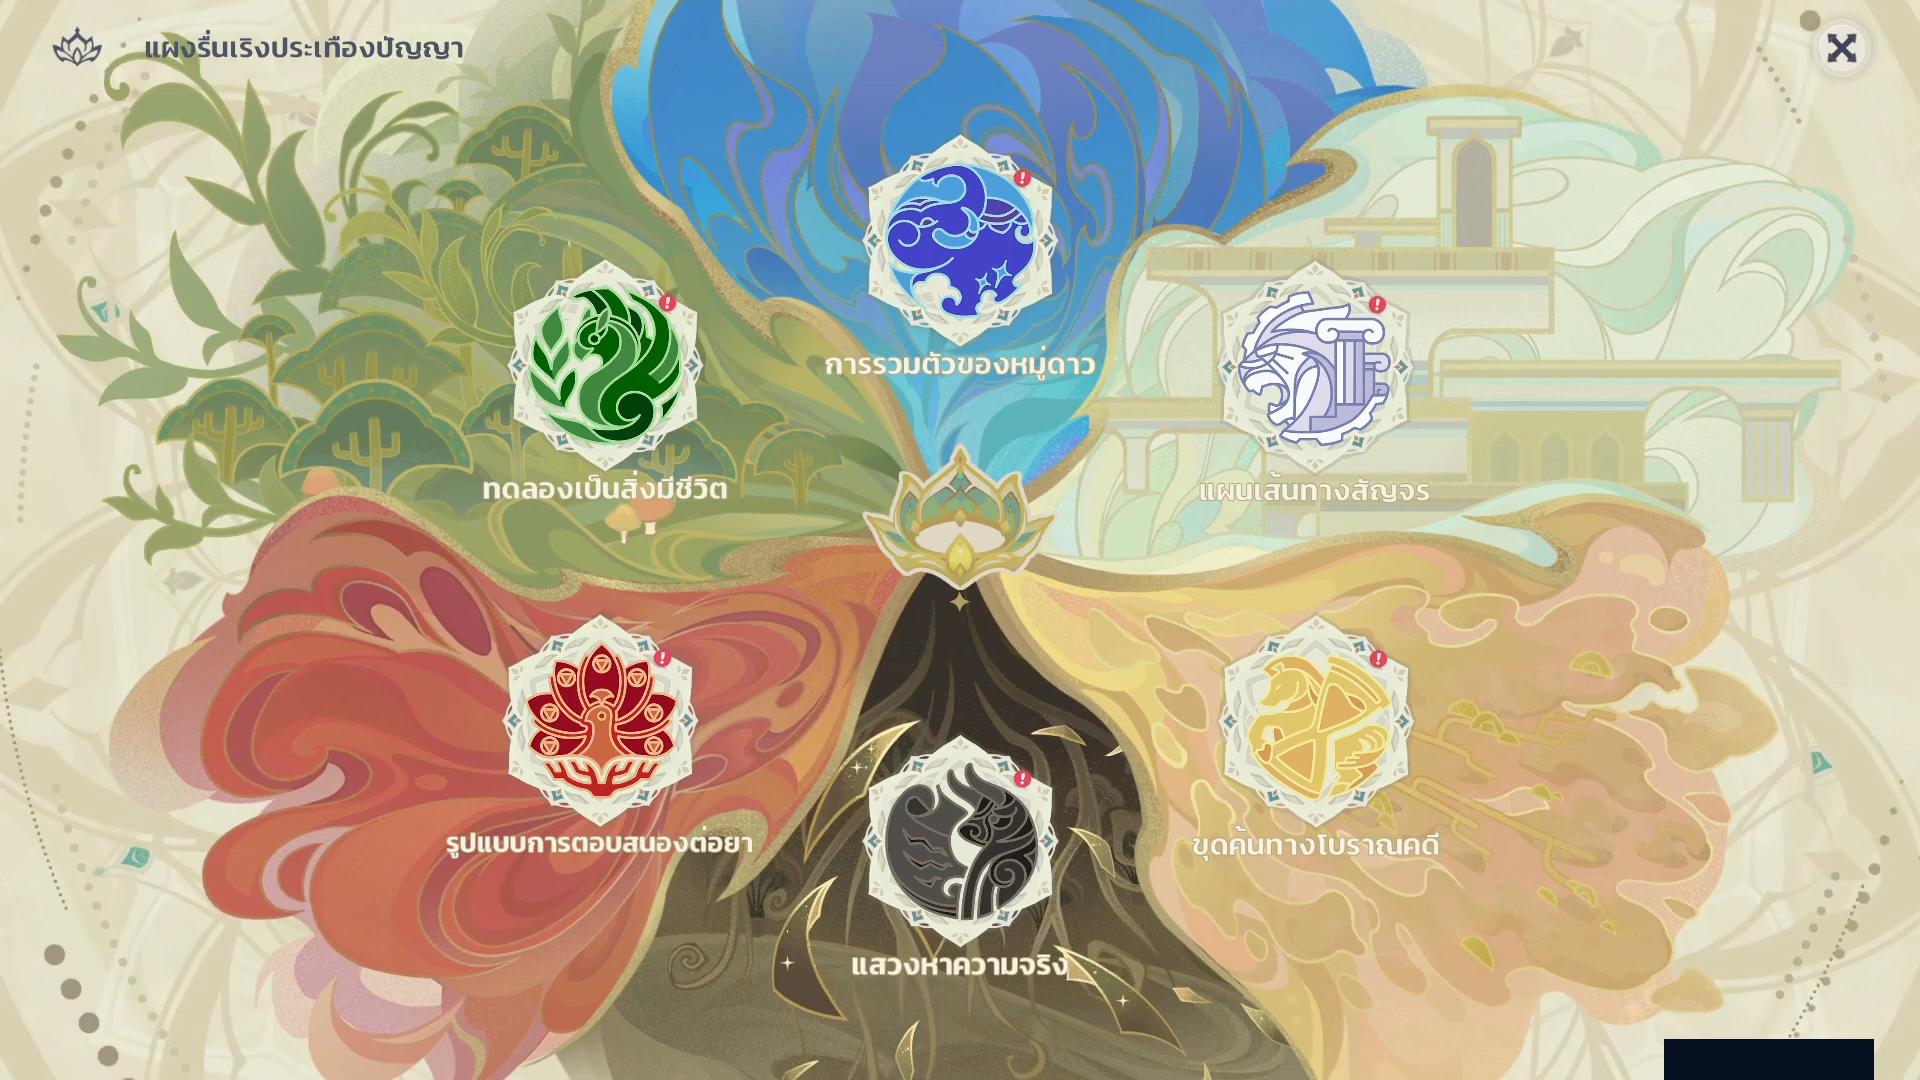 แผงรื่นเริงประเทืองปัญญา
การรวมตัวของหมู่ดาว
ทดลองเป็นสิ่งมีชีวิต
แผนเส้นทางสัญจร
รูปแบบการตอบสนองต่อยา
ขุดค้นทางโบราณคดี
แสวงหาความจริง